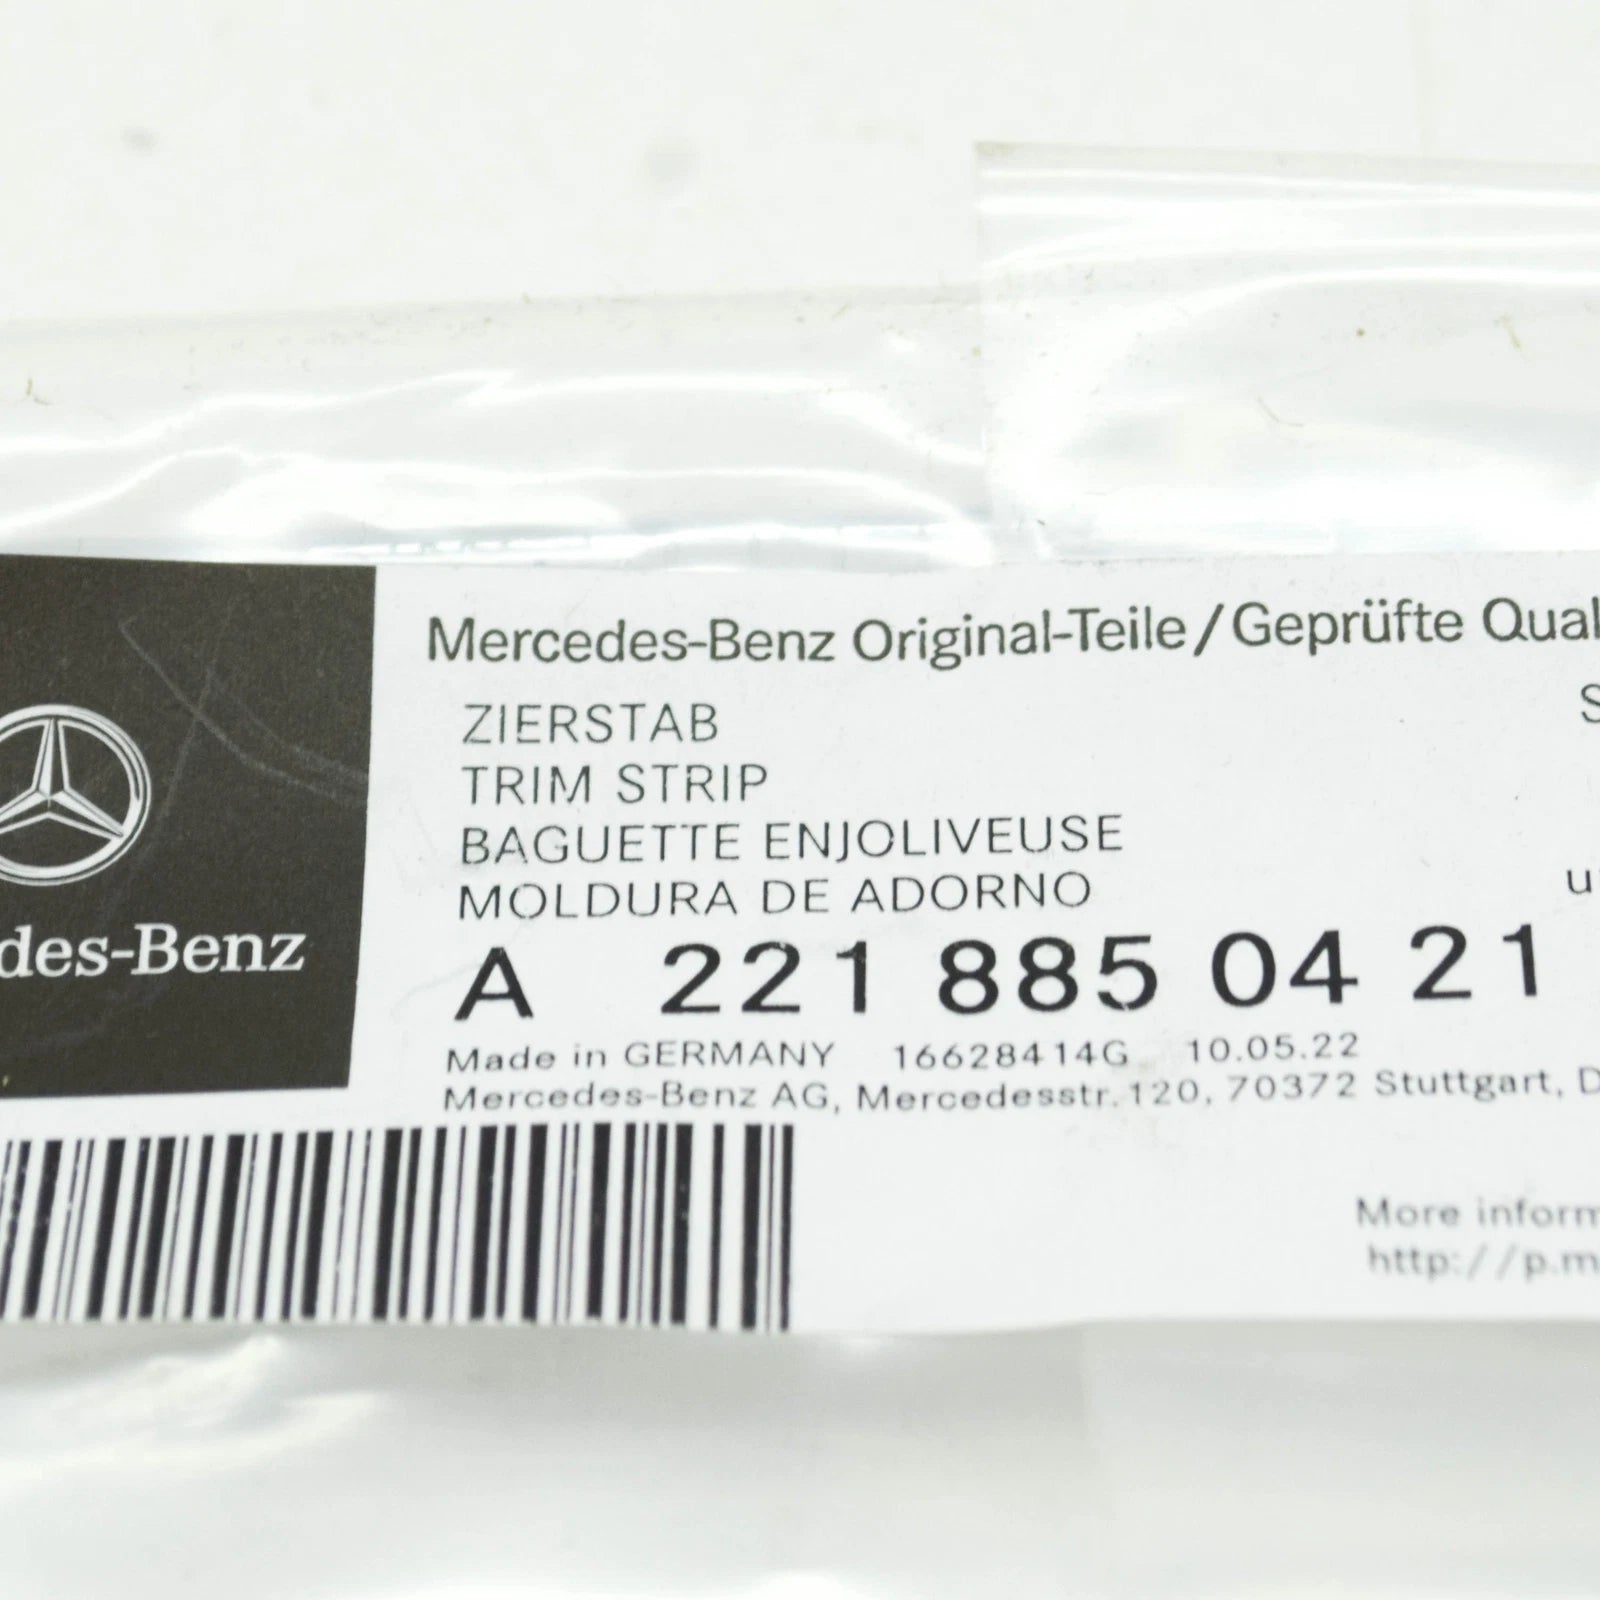 Mercedes-Benz Original-Teile/Geprüfte Qual
ZIERSTAB
TRIM STRIP
BAGUETTE ENJOLIVEUSE
MOLDURA DE ADORNO
A 221 885 04 21
Made in GERMANY 16628414G 10.05.22
Mercedes-Benz AG, Mercedesstr.120, 70372 Stuttgart, D
des-Benz
More inform
http://p.m